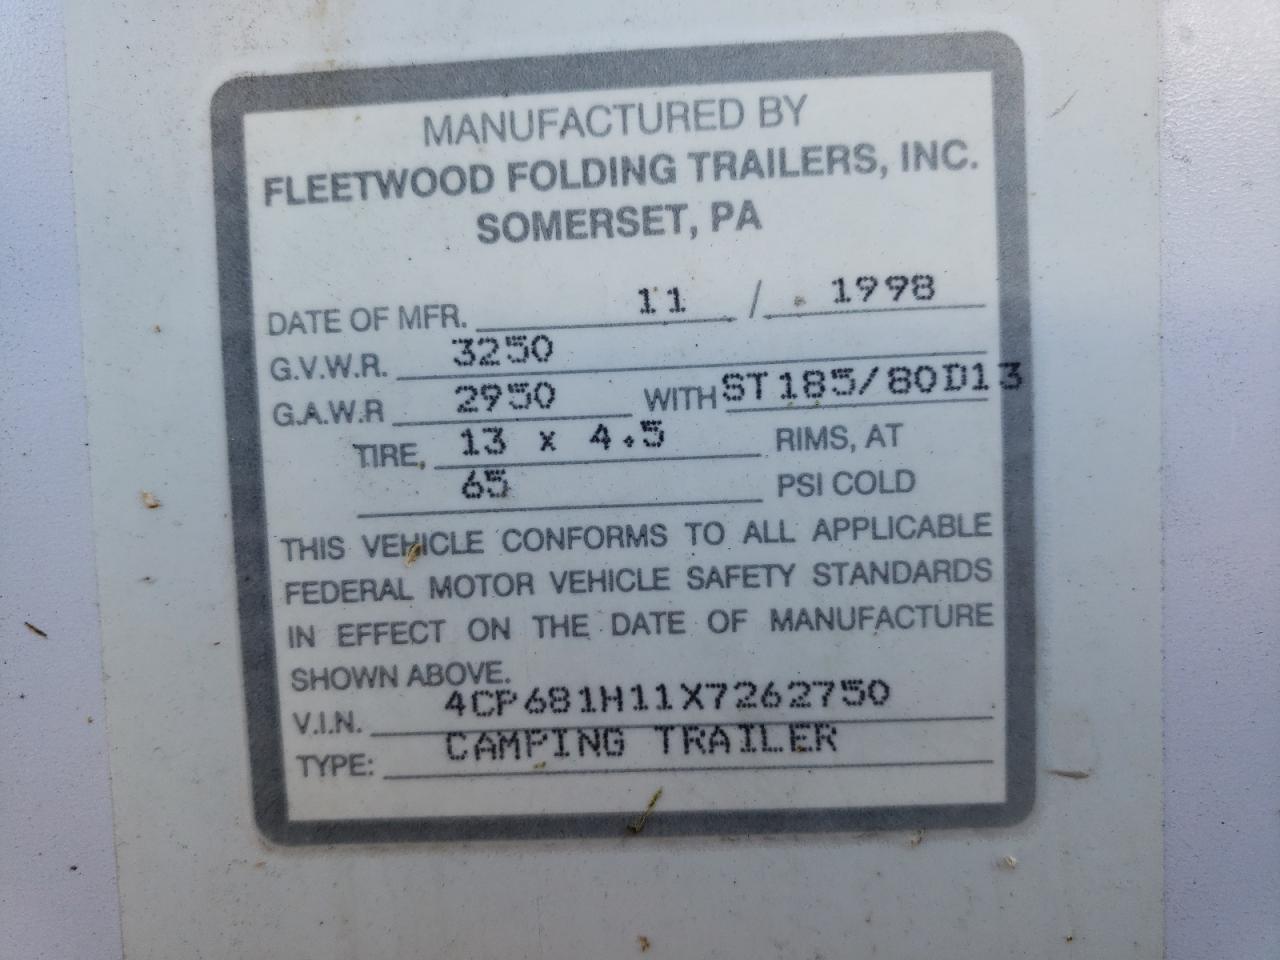 MANUFACTURED BY
FLEETWOOD FOLDING TRAILERS, INC.
SOMERSET, PA
DATE OF MFR. 11 / 1998
G.V.W.R. 3250
G.A.W.R 2950 WITH ST185/80D13
TIRE, 13 x 4.5 RIMS, AT
65 PSI COLD
THIS VEHICLE CONFORMS TO ALL APPLICABLE
FEDERAL MOTOR VEHICLE SAFETY STANDARDS
IN EFFECT ON THE DATE OF MANUFACTURE
SHOWN ABOVE.
V.I.N. 4CP681H11X7262750
TYPE: CAMPING TRAILER